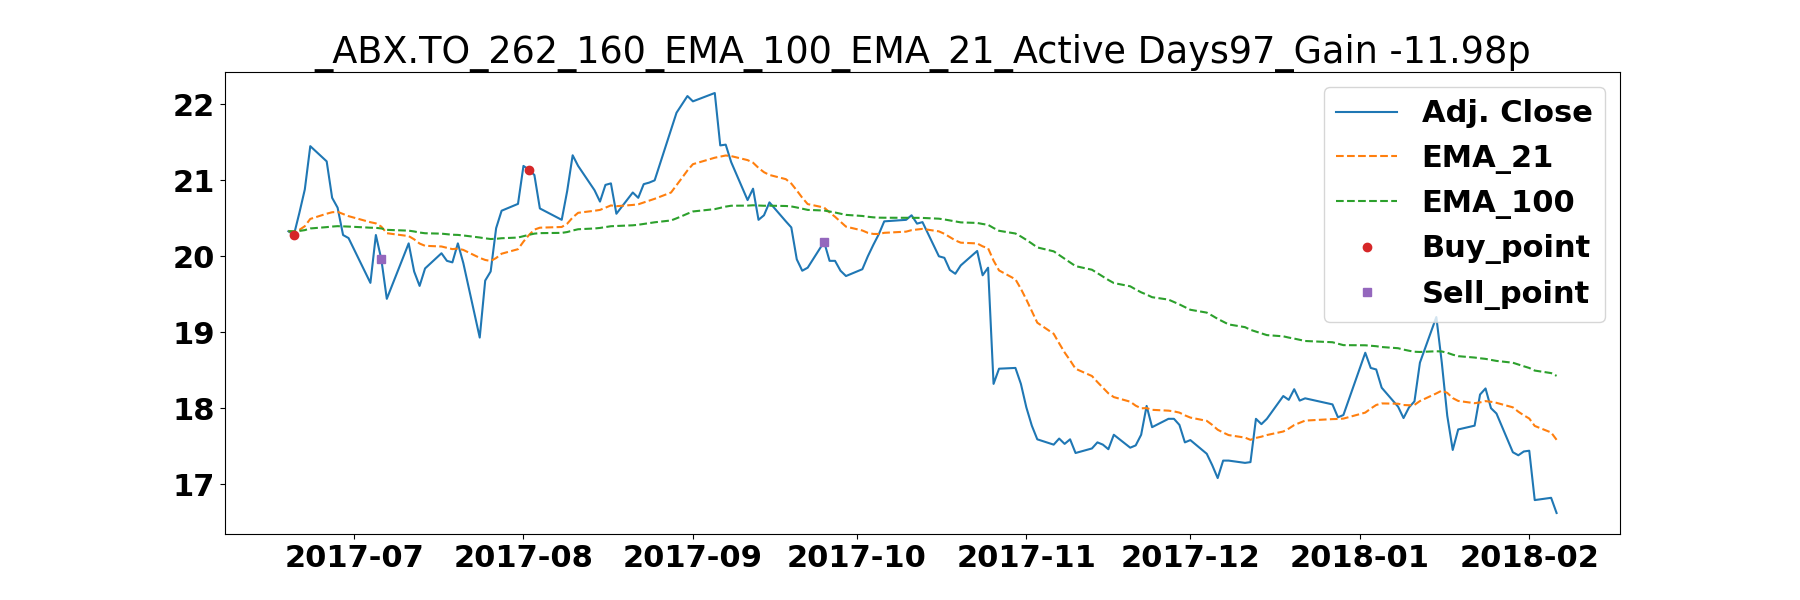 _ABX.TO_262_160_EMA_100_EMA_21_Active Days97_Gain -11.98p
22
21
20
19
18
17
Adj. Close
EMA_21
EMA_100
Buy_point
Sell_point
2017-07 2017-08 2017-09 2017-10 2017-11 2017-12 2018-01 2018-02